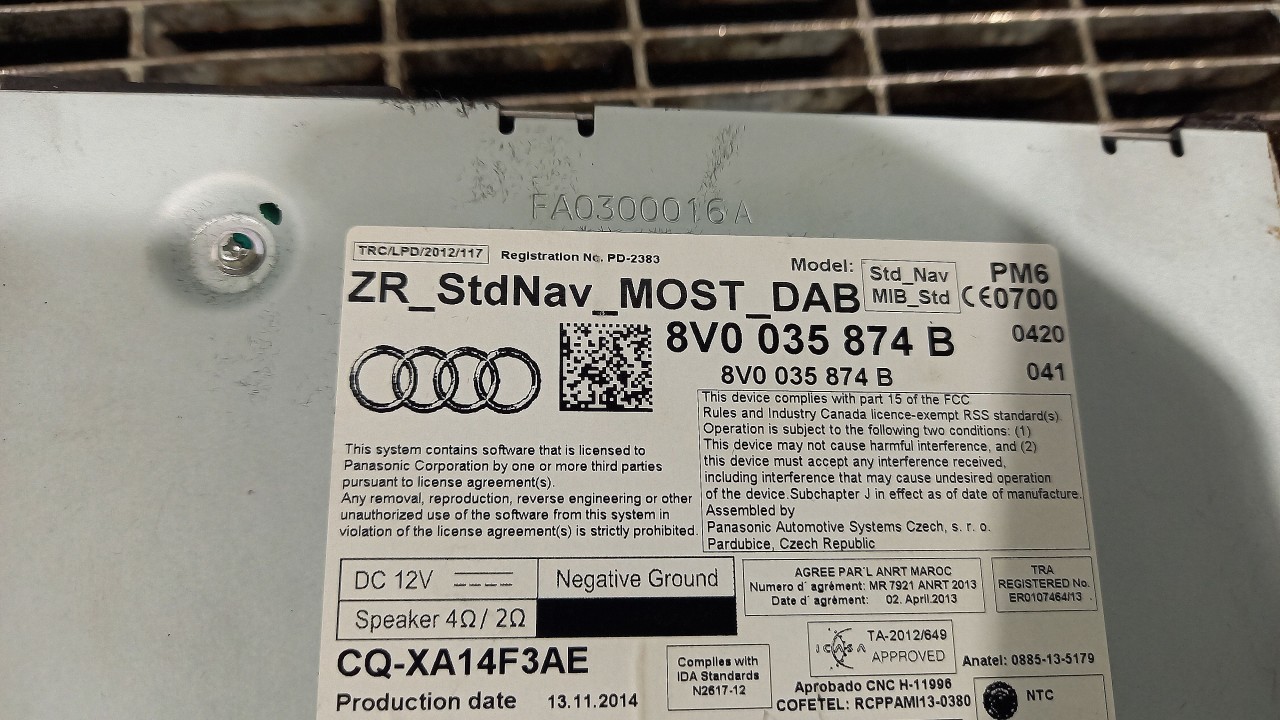 FA0300016A
TRC/LPD/2012/117
Registration No. PD-2383
Model:
Std_Nav
MIB_Std
PM6
CE0700
ZR_StdNav_MOST_DAB
8V0 035 874 B
0420
8V0 035 874 B
041
This device complies with part 15 of the FCC
Rules and Industry Canada licence-exempt RSS standard(s).
Operation is subject to the following two conditions: (1)
This device may not cause harmful interference, and (2)
this device must accept any interference received,
including interference that may cause undesired operation
of the device.Subchapter J in effect as of date of manufacture.
Assembled by
Panasonic Automotive Systems Czech, s. r. o.
Pardubice, Czech Republic
This system contains software that is licensed to
Panasonic Corporation by one or more third parties
pursuant to license agreement(s).
Any removal, reproduction, reverse engineering or other
unauthorized use of the software from this system in
violation of the license agreement(s) is strictly prohibited.
DC 12V
Negative Ground
Speaker 4Ω/ 2Ω
AGREE PAR'L ANRT MAROC
Numero d´ agrément: MR 7921 ANRT 2013
Date d´ agrément: 02. April.2013
TRA
REGISTERED No.
ER0107464/13
CQ-XA14F3AE
Production date 13.11.2014
Complies with
IDA Standards
N2617-12
ICASA
TA-2012/649
APPROVED
Anatel: 0885-13-5179
Aprobado CNC H-11996
COFETEL: RCPPAMI13-0380
NTC